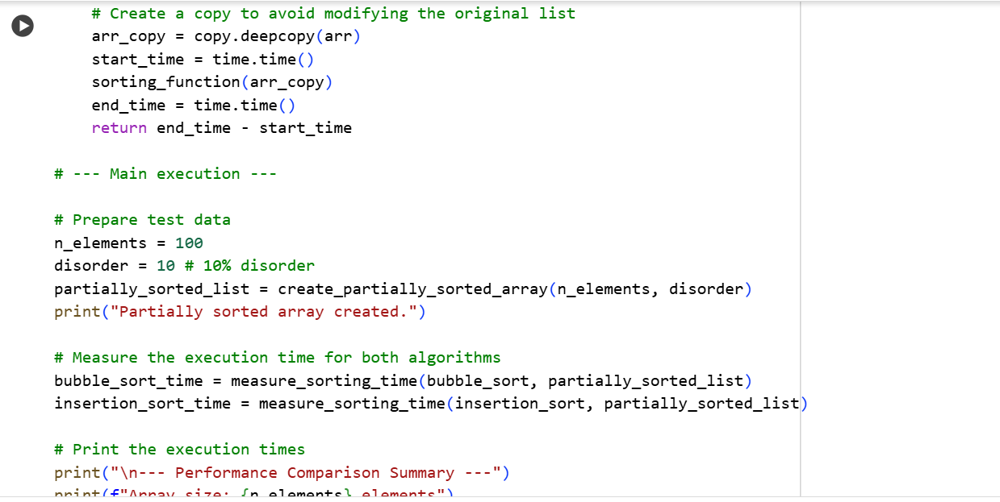 # Create a copy to avoid modifying the original list
arr_copy = copy.deepcopy(arr)
start_time = time.time()
sorting_function(arr_copy)
end_time = time.time()
return end_time - start_time
# --- Main execution ---
# Prepare test data
n_elements = 100
disorder = 10 # 10% disorder
partially_sorted_list = create_partially_sorted_array(n_elements, disorder)
print("Partially sorted array created.")
# Measure the execution time for both algorithms
bubble_sort_time = measure_sorting_time(bubble_sort, partially_sorted_list)
insertion_sort_time = measure_sorting_time(insertion_sort, partially_sorted_list)
# Print the execution times
print("\n--- Performance Comparison Summary ---")
print(f"Array size: {n_elements} elements")